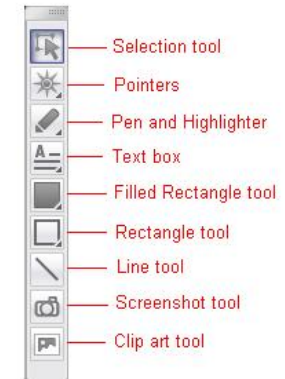 Selection tool
Pointers
Pen and Highlighter
Text box
Filled Rectangle tool
Rectangle tool
Line tool
Screenshot tool
Clip art tool